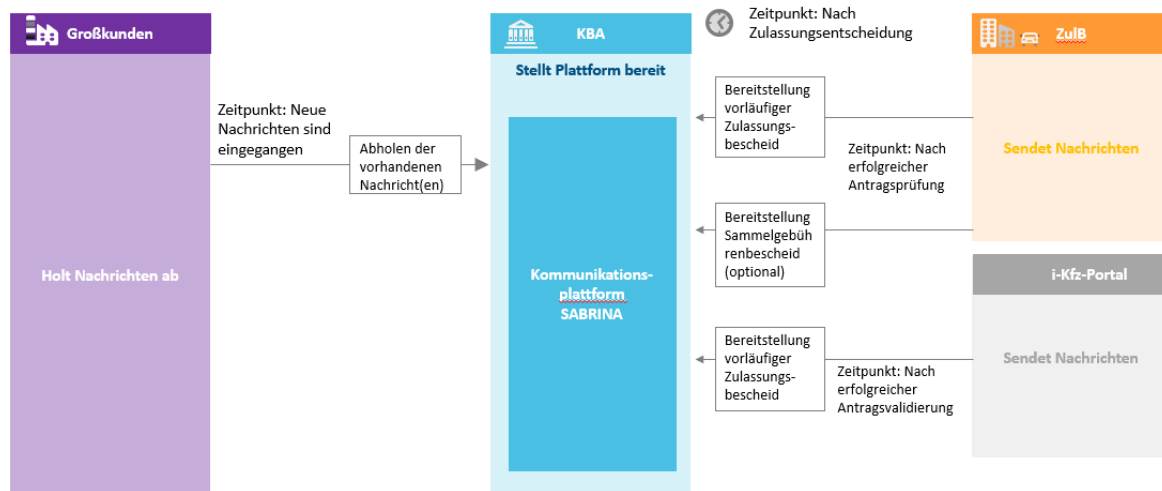 Großkunden
Zeitpunkt: Neue
Nachrichten sind
eingegangen
Abholen der
vorhandenen
Nachricht(en)
Holt Nachrichten ab
KBA
Stellt Plattform bereit
Kommunikations-
plattform
SABRINA
Zeitpunkt: Nach
Zulassungsentscheidung
Bereitstellung
vorläufiger
Zulassungs-
bescheid
Zeitpunkt: Nach
erfolgreicher
Antragsprüfung
Bereitstellung
Sammelgebüh
renbescheid
(optional)
Bereitstellung
vorläufiger
Zulassungs-
bescheid
Zeitpunkt: Nach
erfolgreicher
Antragsvalidierung
ZulB
Sendet Nachrichten
i-Kfz-Portal
Sendet Nachrichten